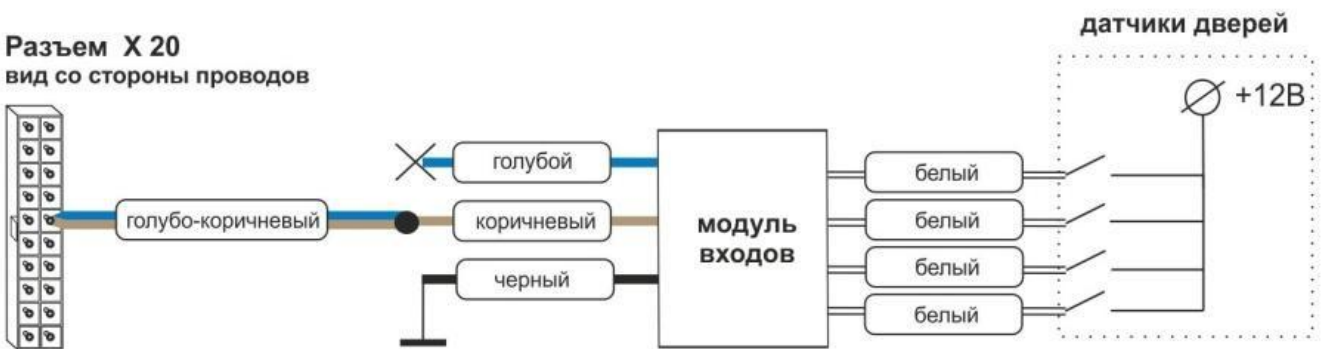 датчики дверей
Разъем X 20
вид со стороны проводов
+12В
голубой
белый
голубо-коричневый
коричневый
модуль
входов
белый
черный
белый
белый